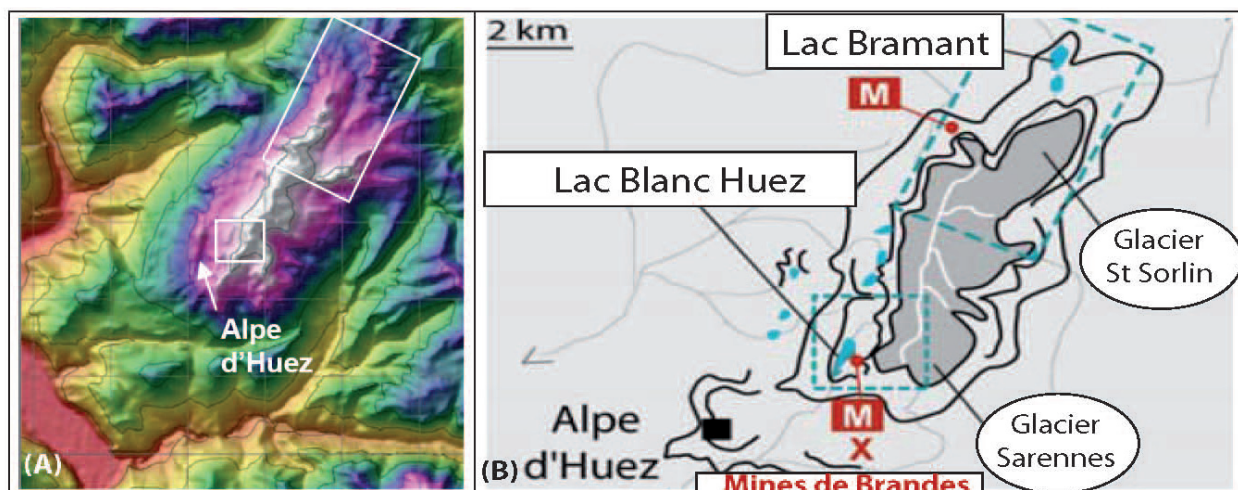 Alpe
d'Huez
(A)
2 km
Lac Bramant
M
Lac Blanc Huez
Glacier
St Sorlin
Alpe
d'Huez
M
X
Glacier
Sarennes
(B)
Mines de Brandes